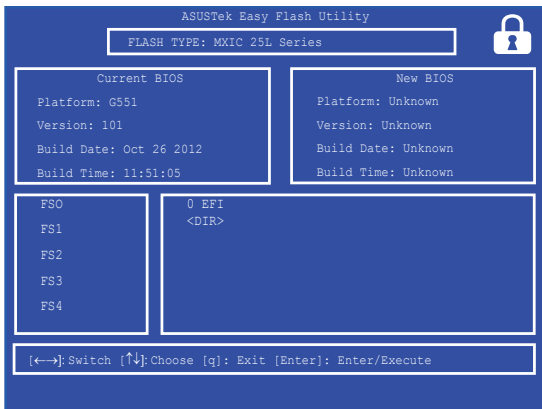 ASUSTek Easy Flash Utility
FLASH TYPE: MXIC 25L Series
Current BIOS
Platform: G551
Version: 101
Build Date: Oct 26 2012
Build Time: 11:51:05
New BIOS
Platform: Unknown
Version: Unknown
Build Date: Unknown
Build Time: Unknown
FSO
FS1
FS2
FS3
FS4
0 EFI
<DIR>
[←→]: Switch [↑↓]: Choose [q]: Exit [Enter]: Enter/Execute